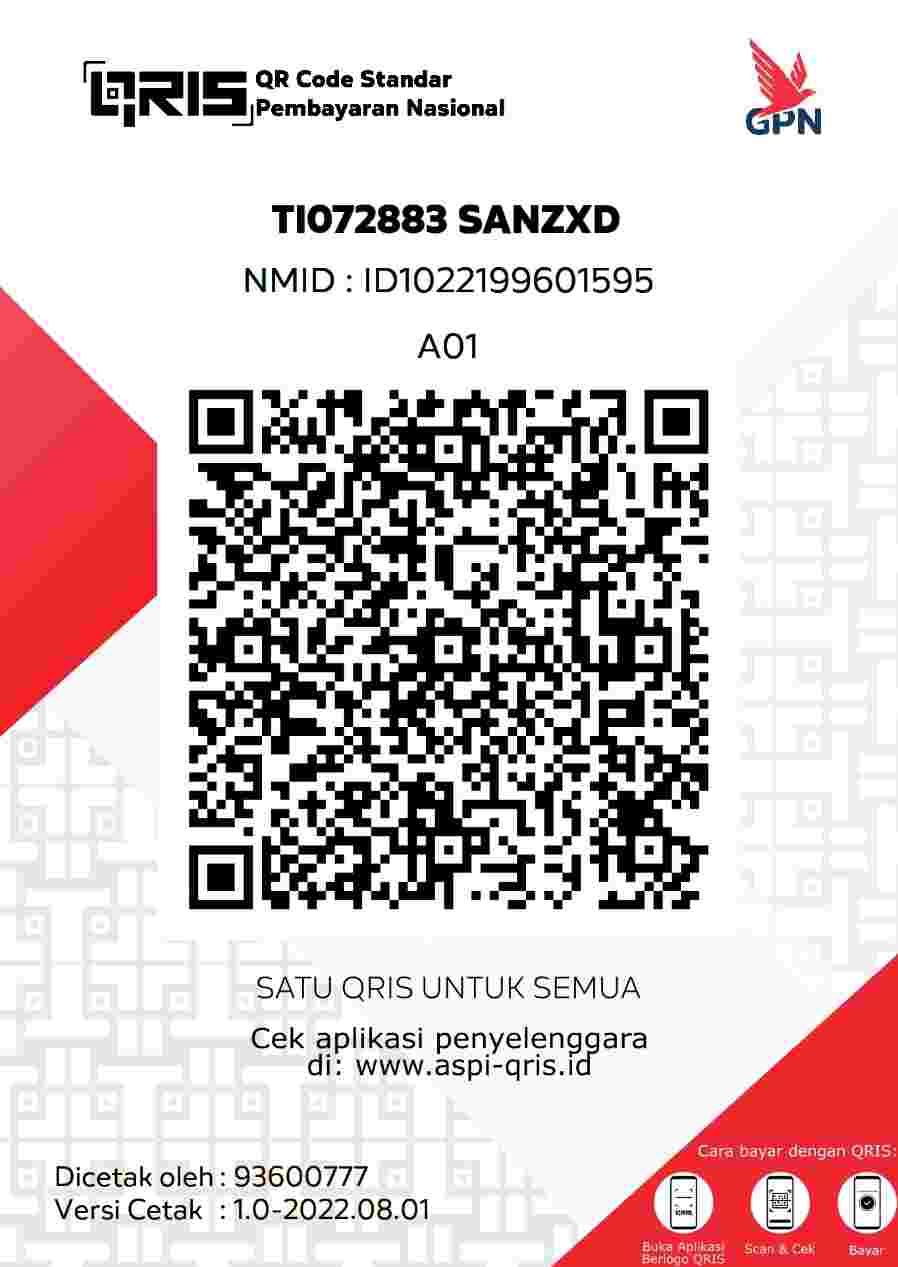 QRIS QR Code Standar
Pembayaran Nasional
GPN
TI072883 SANZXD
NMID : ID1022199601595
A01
SATU QRIS UNTUK SEMUA
Cek aplikasi penyelenggara
di: www.aspi-qris.id
Dicetak oleh : 93600777
Versi Cetak : 1.0-2022.08.01
Cara bayar dengan QRIS:
Buka Aplikasi
Berlogo QRIS
Scan & Cek
Bayar